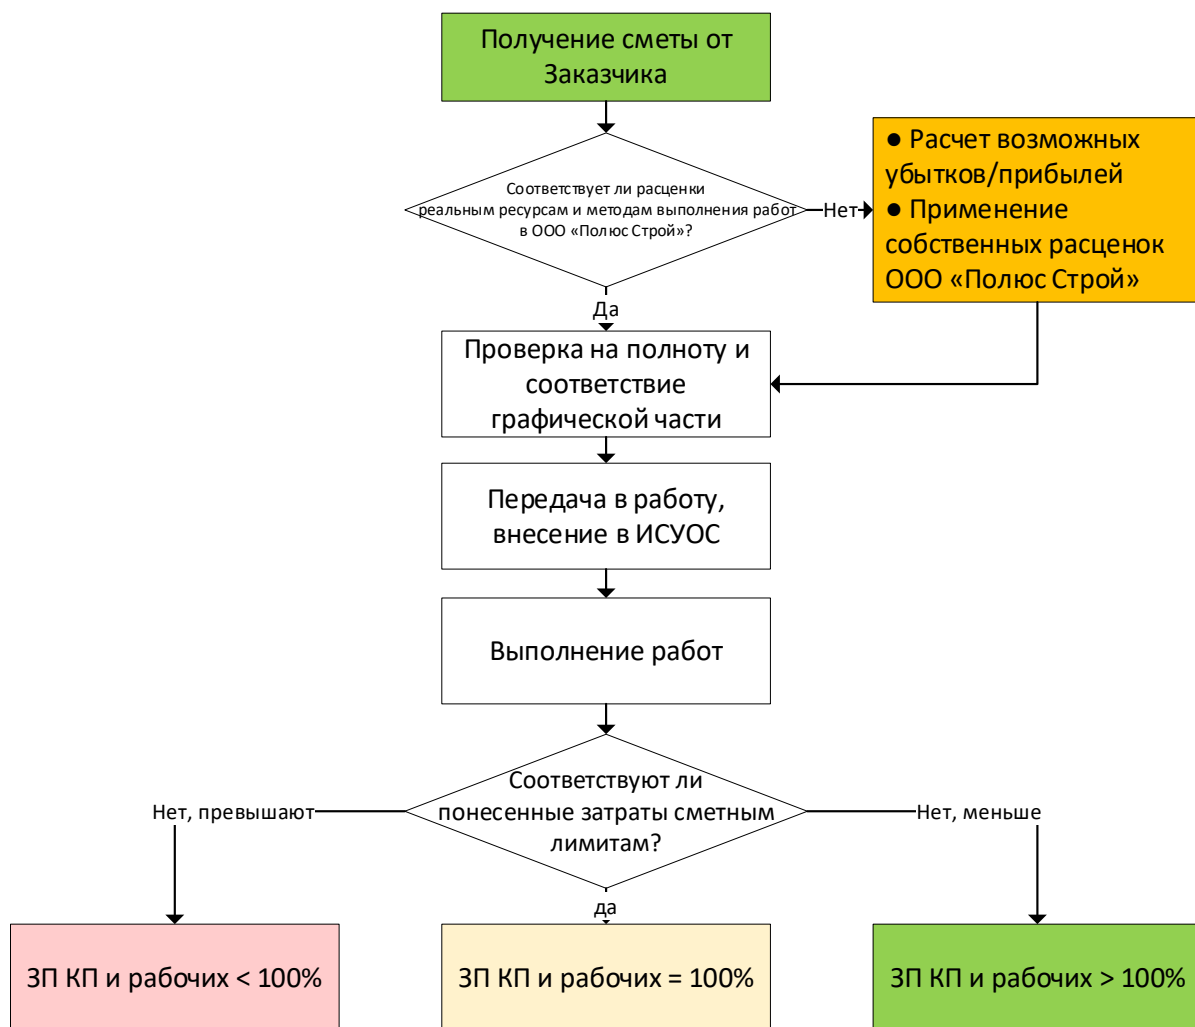 Получение сметы от
Заказчика
Соответствует ли расценки
реальным ресурсам и методам выполнения работ
в ООО «Полюс Строй»?
Нет
● Расчет возможных
убытков/прибылей
● Применение
собственных расценок
ООО «Полюс Строй»
Да
Проверка на полноту и
соответствие
графической части
Передача в работу,
внесение в ИСУОС
Выполнение работ
Соответствуют ли
понесенные затраты сметным
лимитам?
Нет, превышают
Нет, меньше
да
ЗП КП и рабочих < 100%
ЗП КП и рабочих = 100%
ЗП КП и рабочих > 100%